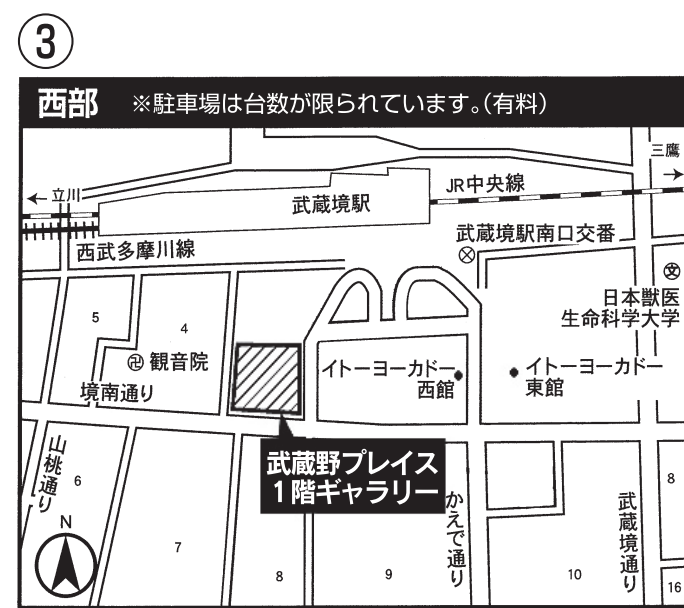 ③
西部 ※駐車場は台数が限られています。(有料)
三鷹
→
←立川
JR中央線
武蔵境駅
武蔵境駅南口交番
西武多摩川線
文
日本獣医
生命科学大学
5
4
卍観音院
イトーヨーカドー
西館
イトーヨーカドー
東館
境南通り
武蔵野プレイス
1階ギャラリー
山桃通り
6
8
かえで通り
武蔵境通り
N
7
8
9
10
16